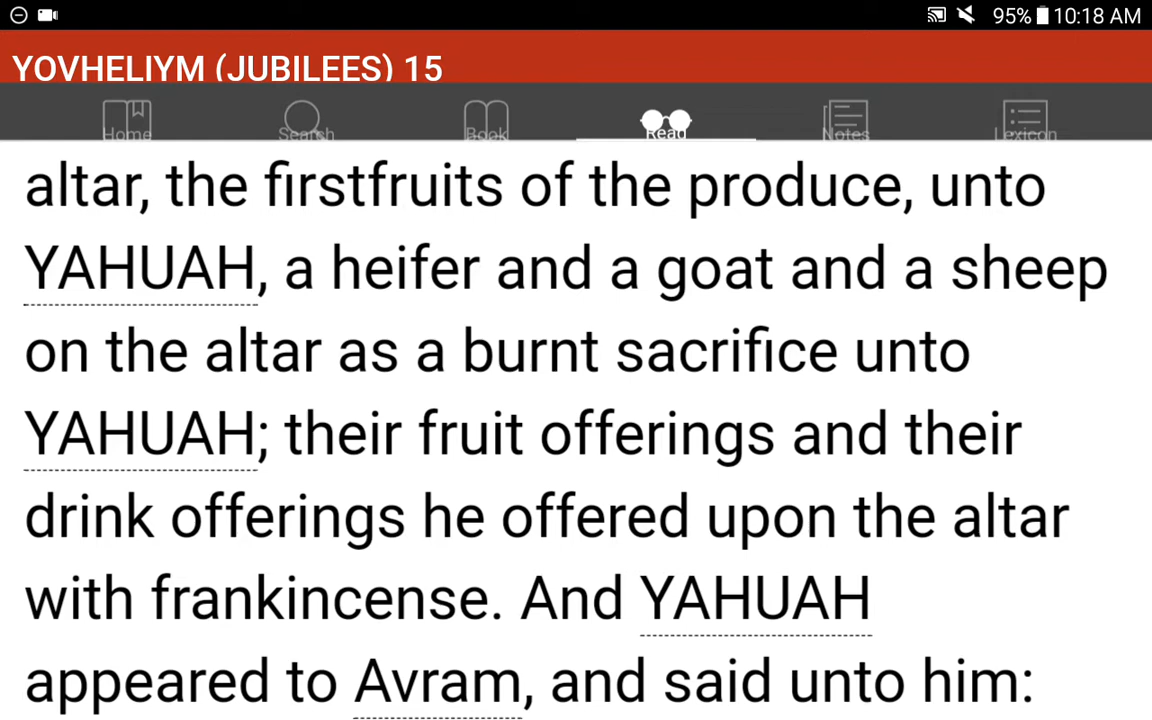 95% 10:18 AM
YOVHELIYM (JUBILEES) 15
Home Search Book Read Notes Lexicon
altar, the firstfruits of the produce, unto
YAHUAH, a heifer and a goat and a sheep
on the altar as a burnt sacrifice unto
YAHUAH; their fruit offerings and their
drink offerings he offered upon the altar
with frankincense. And YAHUAH
appeared to Avram, and said unto him: